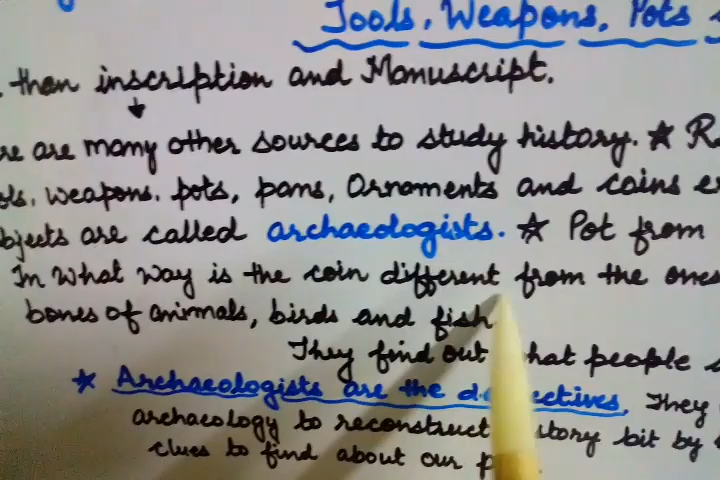 Tools, Weapons, Pots
than inscription and Manuscript.
are many other sources to study history. ★
weapons, pots, pans, Ornaments and coins
objects are called archaeologists. ★ Pot from
In What way is the coin different from the ones
bones of animals, birds and fish
They find out what people
★ Archaeologists are the detectives. They
archaeology to reconstruct story bit by
clues to find about our